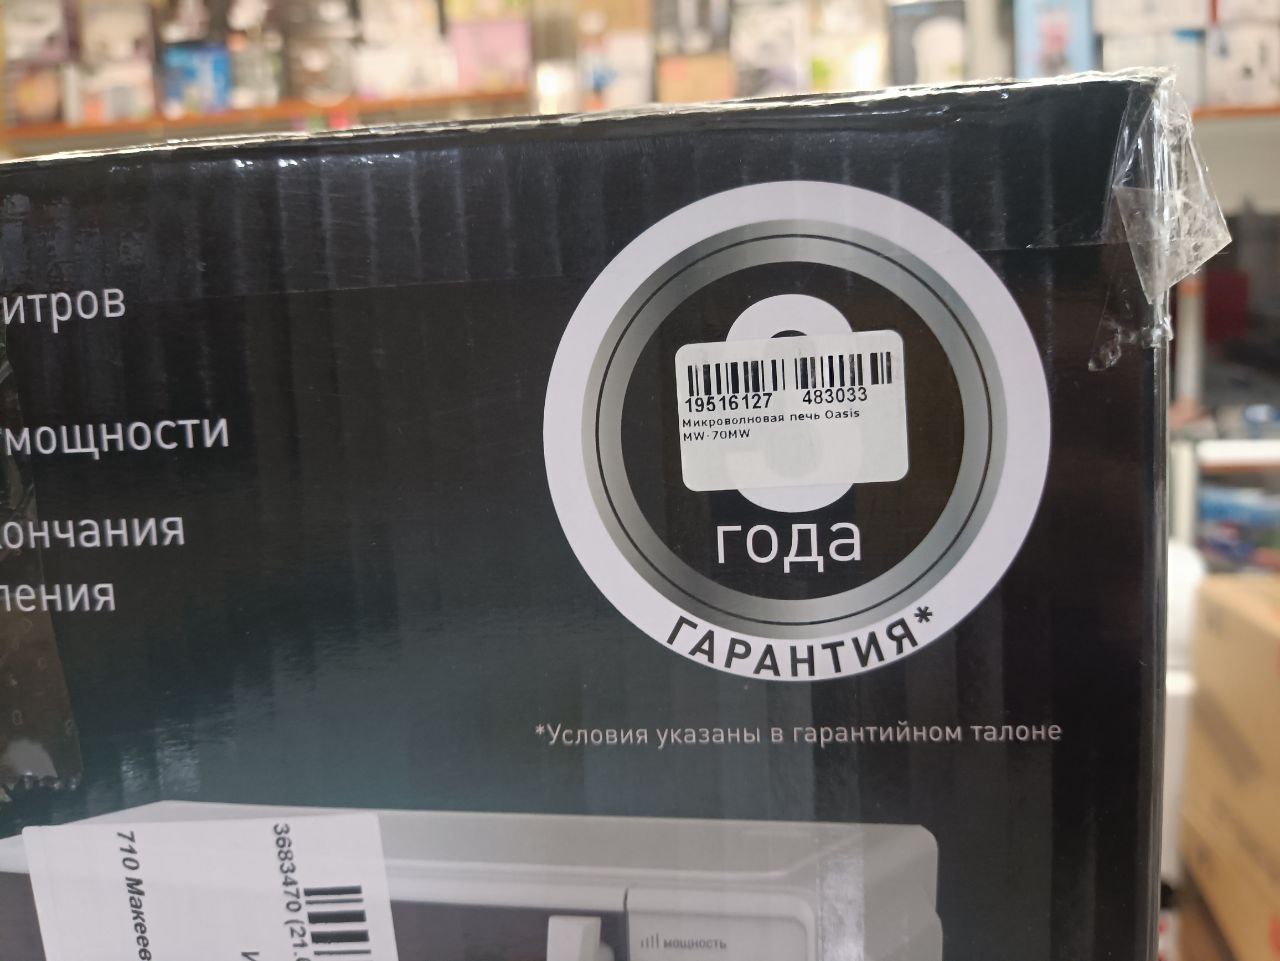 итров
мощности
ончания
ления
19516127 483033
Микроволновая печь Oasis
MW-70MW
года
ГАРАНТИЯ*
*Условия указаны в гарантийном талоне
710 Макеев
3683470 (21.
мощность